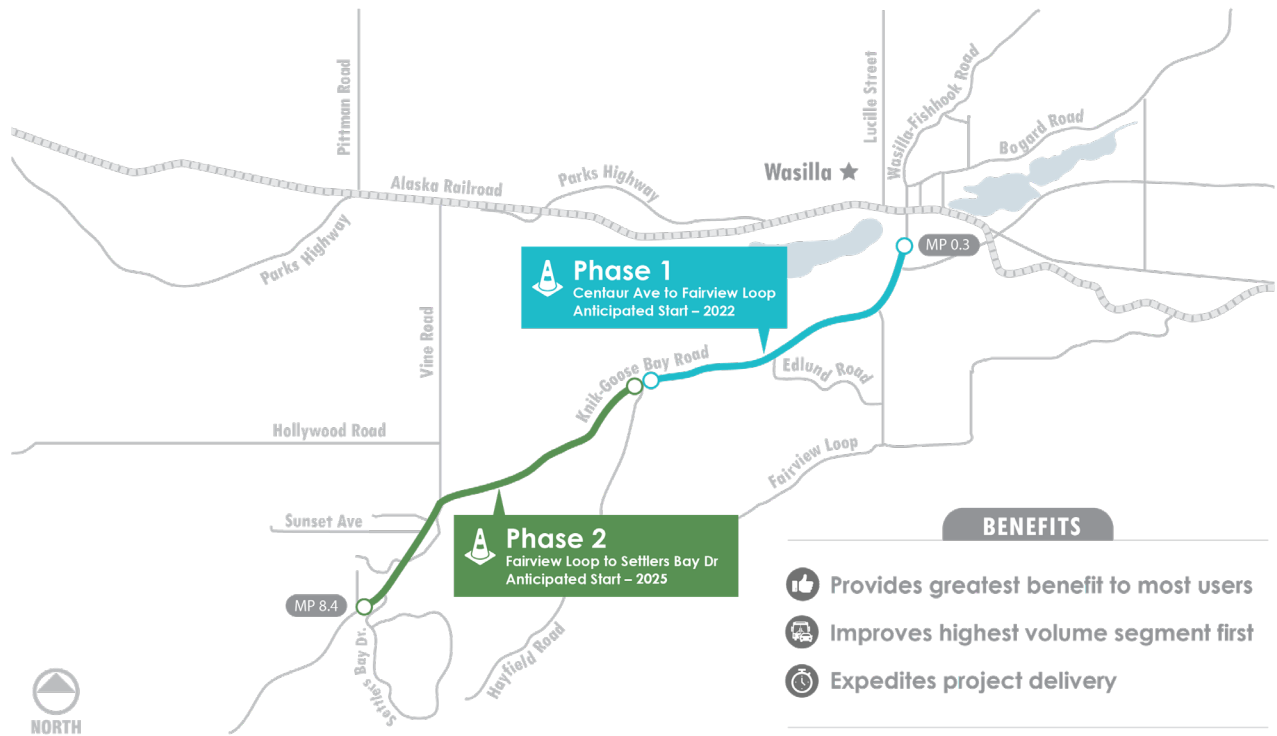 Pittman Road
Lucille Street
Wasilla-Fishhook Road
Bogard Road
Wasilla
Alaska Railroad
Parks Highway
Parks Highway
MP 0.3
Phase 1
Centaur Ave to Fairview Loop
Anticipated Start – 2022
Vine Road
Knik-Goose Bay Road
Edlund Road
Hollywood Road
Fairview Loop
Sunset Ave
Phase 2
Fairview Loop to Settlers Bay Dr
Anticipated Start – 2025
MP 8.4
Settlers Bay Dr.
Hayfield Road
NORTH
BENEFITS
Provides greatest benefit to most users
Improves highest volume segment first
Expedites project delivery